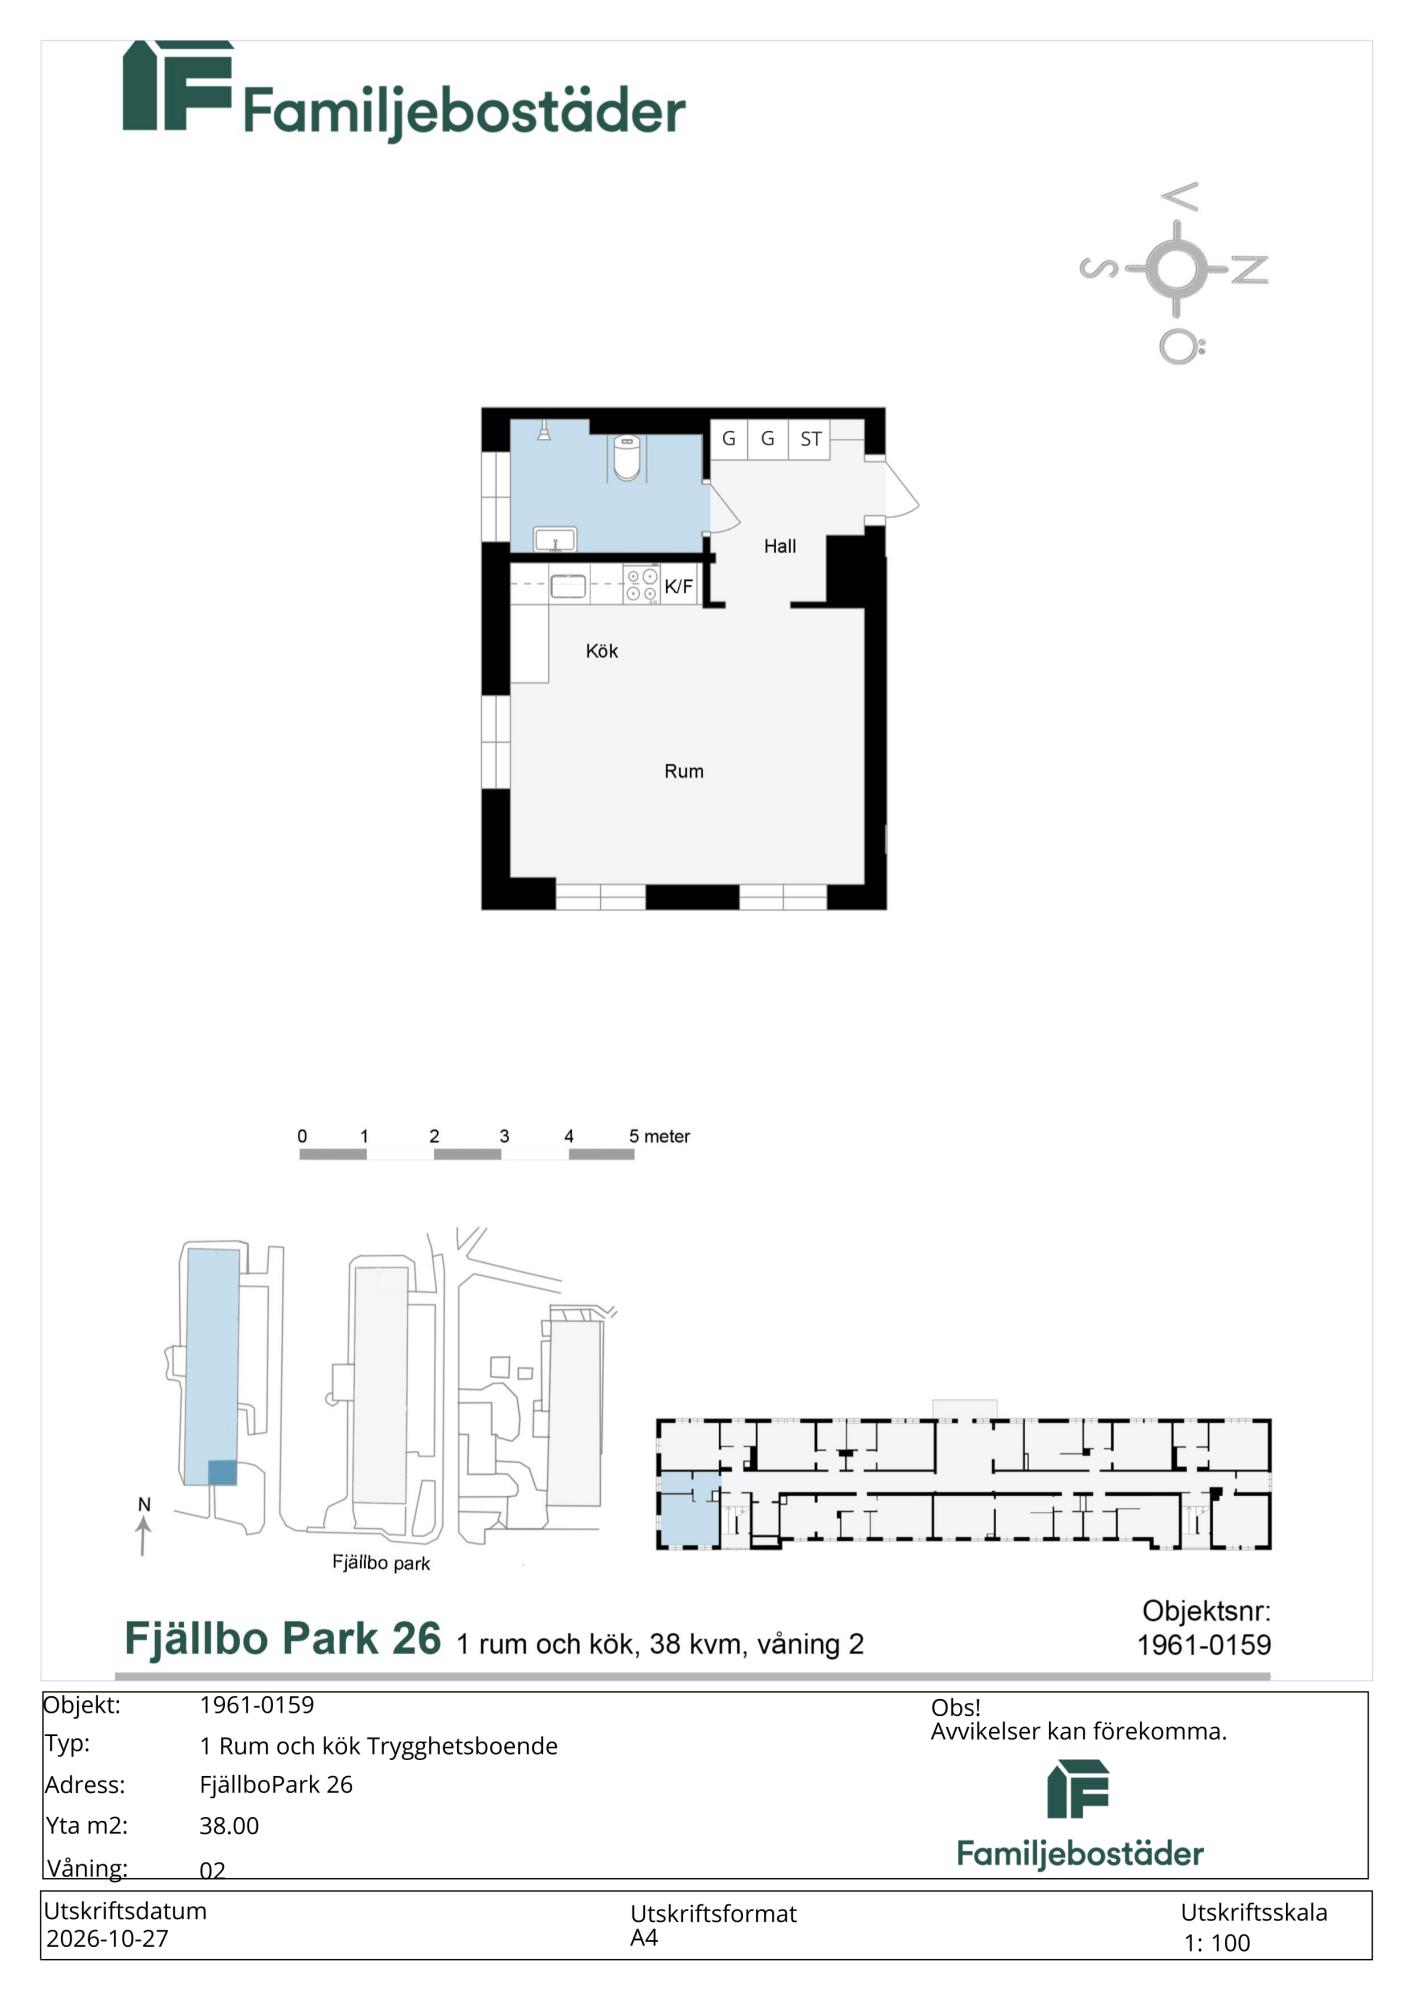 Familjebostäder
V
S
N
Ö
G
G
ST
Hall
K/F
Kök
Rum
0 1 2 3 4 5 meter
N
Fjällbo park
Fjällbo Park 26 1 rum och kök, 38 kvm, våning 2
Objektsnr:
1961-0159
Objekt: 1961-0159
Typ: 1 Rum och kök Trygghetsboende
Adress: FjällboPark 26
Yta m2: 38.00
Våning: 02
Obs!
Avvikelser kan förekomma.
Familjebostäder
Utskriftsdatum
2026-10-27
Utskriftsformat
A4
Utskriftsskala
1: 100